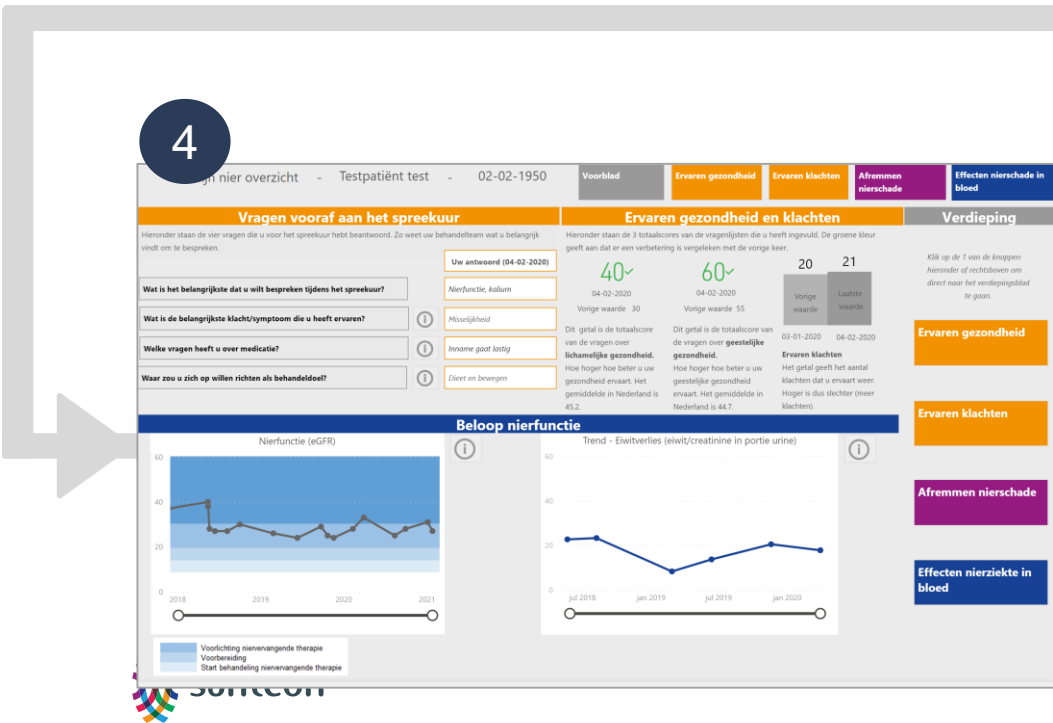 4
nier overzicht - Testpatiënt test - 02-02-1950
Voorblad
Ervaren gezondheid
Ervaren klachten
Afremmen
nierschade
Effecten nierschade in
bloed
Vragen vooraf aan het spreekuur
Hieronder staan de vier vragen die u voor het spreekuur hebt beantwoord. Zo weet uw behandelteam wat u belangrijk
vindt om te bespreken.
Uw antwoord (04-02-2020)
Wat is het belangrijkste dat u wilt bespreken tijdens het spreekuur?
Nierfunctie, kalium
Wat is de belangrijkste klacht/symptoom die u heeft ervaren?
i
Misselijkheid
Welke vragen heeft u over medicatie?
i
Inname gaat lastig
Waar zou u zich op willen richten als behandeldoel?
i
Dieet en bewegen
Ervaren gezondheid en klachten
Hieronder staan de 3 totaalscores van de vragenlijsten die u heeft ingevuld. De groene kleur
geeft aan dat er een verbetering is vergeleken met de vorige keer.
40
04-02-2020
Vorige waarde 30
Dit getal is de totaalscore
van de vragen over
lichamelijke gezondheid.
Hoe hoger hoe beter u uw
gezondheid ervaart. Het
gemiddelde in Nederland is
45.2.
60
04-02-2020
Vorige waarde 55
Dit getal is de totaalscore van
de vragen over geestelijke
gezondheid.
Hoe hoger hoe beter u uw
geestelijke gezondheid
ervaart. Het gemiddelde in
Nederland is 44.7.
20 21
Vorige
waarde
Laatste
waarde
03-01-2020 04-02-2020
Ervaren klachten
Het getal geeft het aantal
klachten dat u ervaart weer.
Hoger is dus slechter (meer
klachten).
Verdieping
Klik op de 1 van de knoppen
hieronder of rechtsboven om
direct naar het verdiepingsblad
te gaan.
Ervaren gezondheid
Ervaren klachten
Afremmen nierschade
Effecten nierziekte in
bloed
Beloop nierfunctie
Nierfunctie (eGFR)
i
60
40
20
0
2018 2019 2020 2021
Trend - Eiwitverlies (eiwit/creatinine in portie urine)
i
60
40
20
0
jul 2018 jan 2019 jul 2019 jan 2020
Voorlichting niervervangende therapie
Voorbereiding
Start behandeling niervervangende therapie